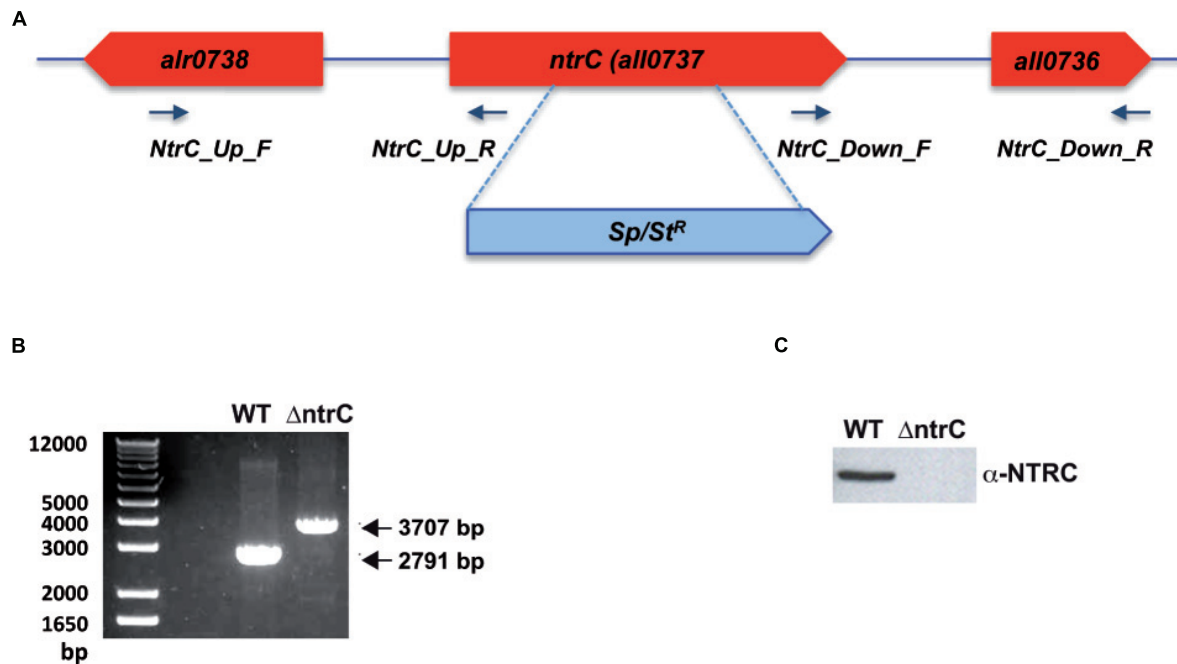 A
alr0738
ntrC (all0737
all0736
NtrC_Up_F
NtrC_Up_R
NtrC_Down_F
NtrC_Down_R
Sp/StR
B
WT ΔntrC
12000
5000
4000
3000
2000
1650
bp
3707 bp
2791 bp
C
WT ΔntrC
α-NTRC